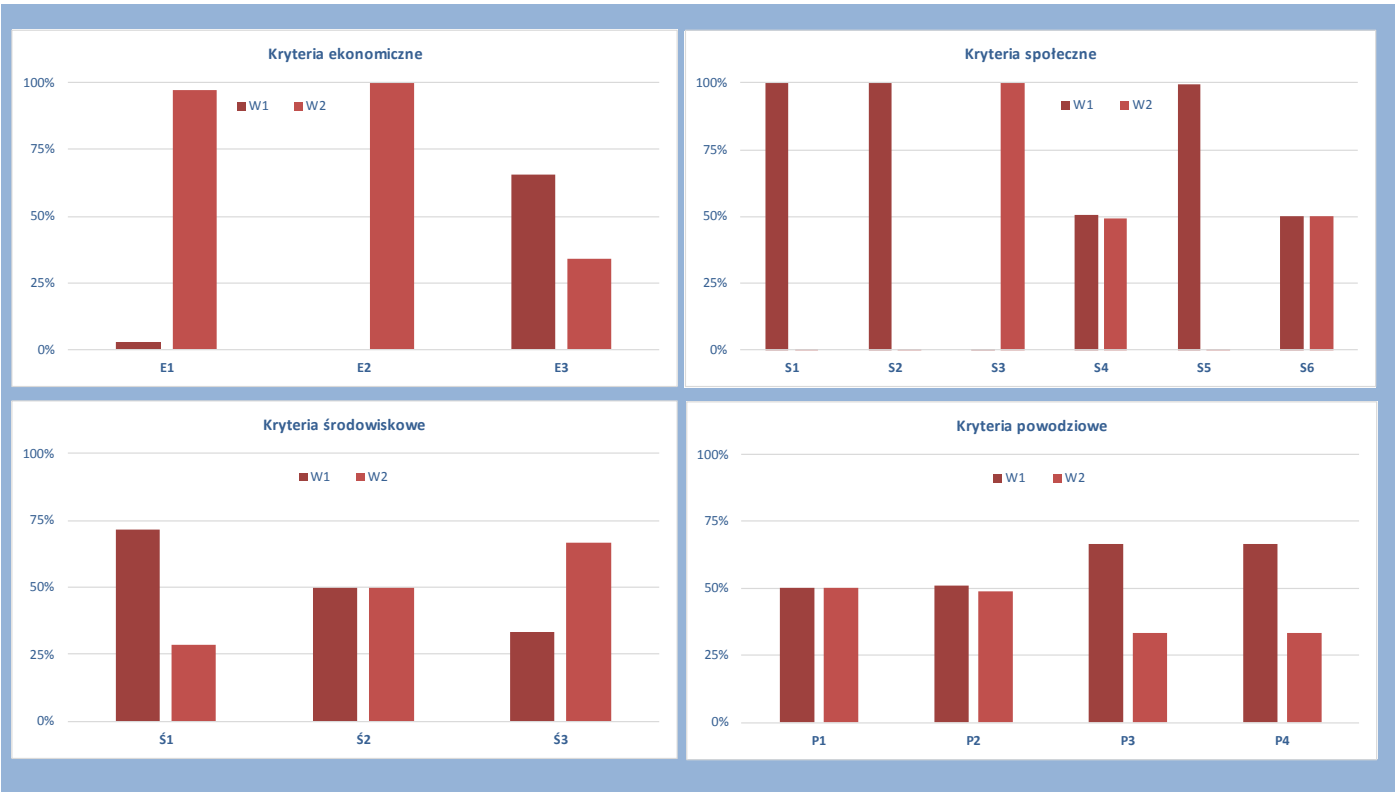 Kryteria ekonomiczne
W1 W2
100%
75%
50%
25%
0%
E1 E2 E3
Kryteria społeczne
W1 W2
100%
75%
50%
25%
0%
S1 S2 S3 S4 S5 S6
Kryteria środowiskowe
W1 W2
100%
75%
50%
25%
0%
Ś1 Ś2 Ś3
Kryteria powodziowe
W1 W2
100%
75%
50%
25%
0%
P1 P2 P3 P4